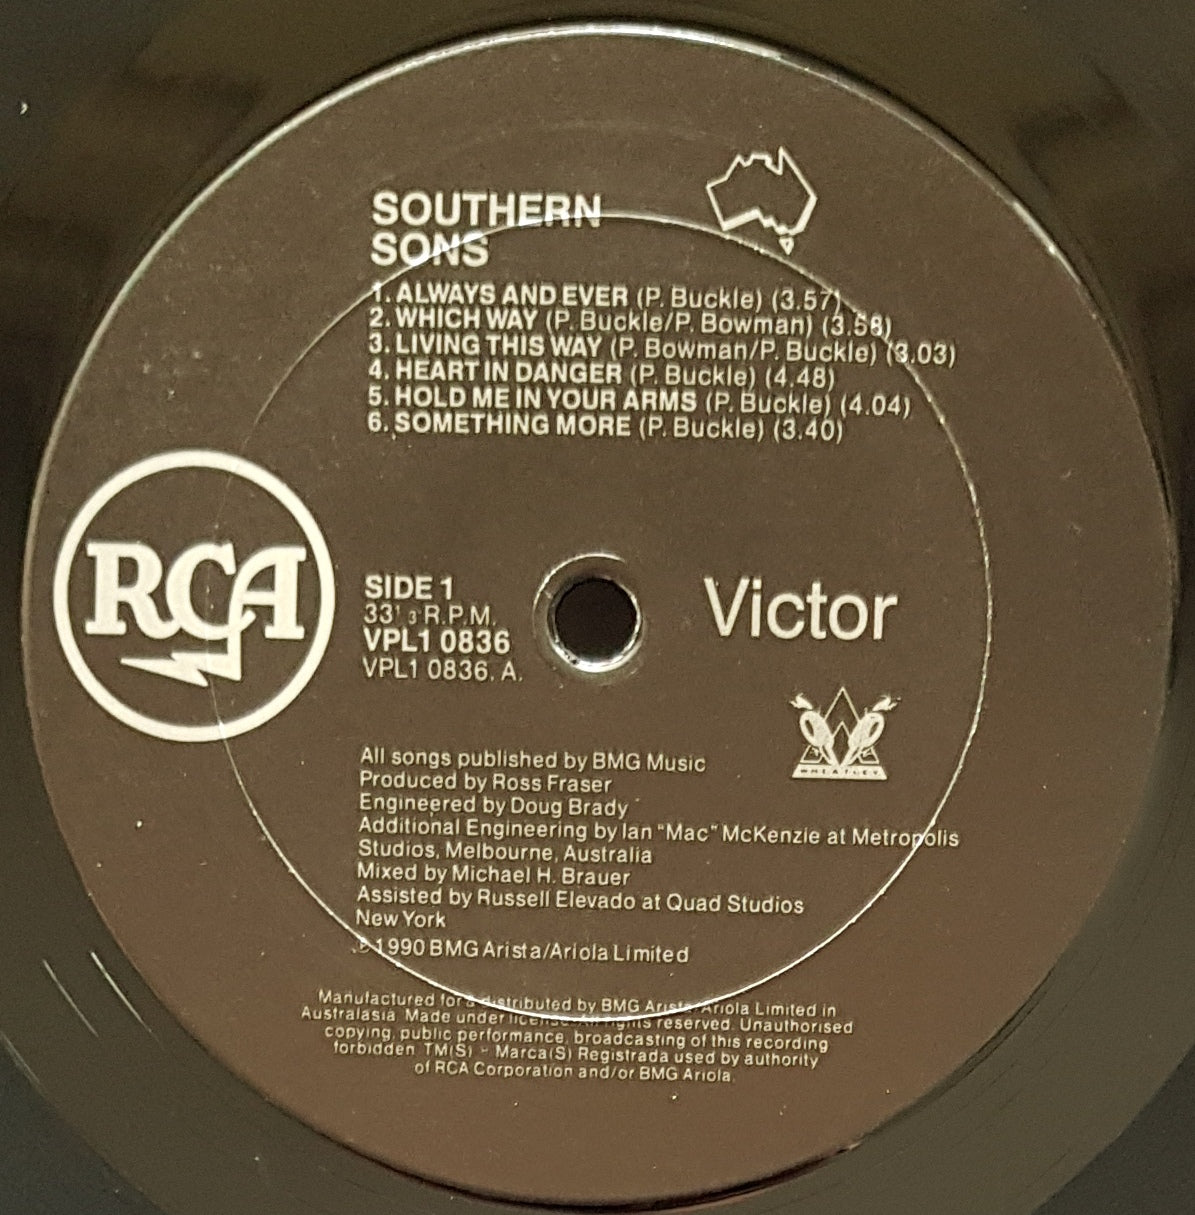 SOUTHERN
SONS
1. ALWAYS AND EVER (P. Buckle) (3.57)
2. WHICH WAY (P. Buckle/P. Bowman) (3.58)
3. LIVING THIS WAY (P. Bowman/P. Buckle) (3.03)
4. HEART IN DANGER (P. Buckle) (4.48)
5. HOLD ME IN YOUR ARMS (P. Buckle) (4.04)
6. SOMETHING MORE (P. Buckle) (3.40)
RCA
SIDE 1
33⅓ R.P.M.
VPL1 0836
VPL1 0836. A.
Victor
WHEATLEY
All songs published by BMG Music
Produced by Ross Fraser
Engineered by Doug Brady
Additional Engineering by Ian "Mac" McKenzie at Metropolis
Studios, Melbourne, Australia
Mixed by Michael H. Brauer
Assisted by Russell Elevado at Quad Studios
New York
℗ 1990 BMG Arista/Ariola Limited
Manufactured for & distributed by BMG Arista/Ariola Limited in
Australasia. Made under license. All rights reserved. Unauthorised
copying, public performance, broadcasting of this recording
forbidden. TM(S) - Marca(S) Registrada used by authority
of RCA Corporation and/or BMG Ariola.